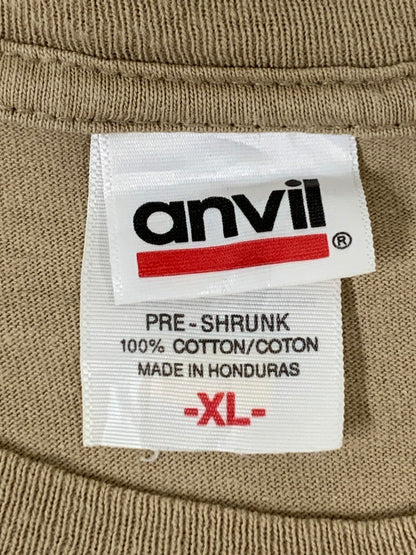 anvil®
PRE-SHRUNK
100% COTTON/COTON
MADE IN HONDURAS
-XL-